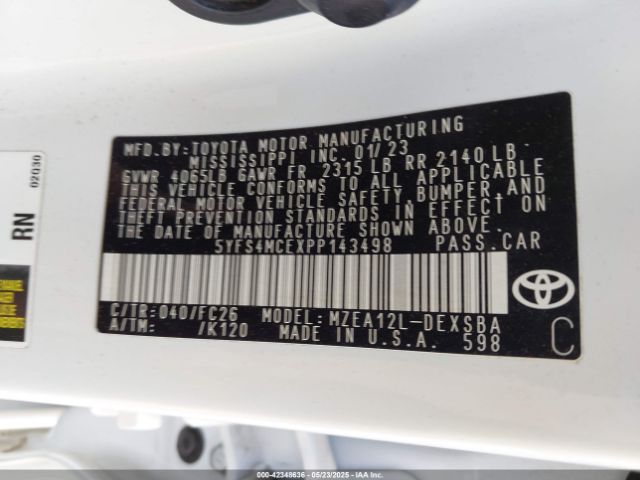 MFD.BY:TOYOTA MOTOR MANUFACTURING
MISSISSIPPI INC. 01/23
GVWR 4065LB GAWR FR 2315 LB RR 2140 LB
THIS VEHICLE CONFORMS TO ALL APPLICABLE
FEDERAL MOTOR VEHICLE SAFETY,BUMPER,AND
THEFT PREVENTION STANDARDS IN EFFECT ON
THE DATE OF MANUFACTURE SHOWN ABOVE.
5YFS4MCEXPP143498 PASS.CAR
C/TR:040/FC26 MODEL:MZEA12L-DEXSBA
A/TM: /K120 MADE IN U.S.A. 598
C
RN
02030
000-42348636 - 05/23/2025 - IAA Inc.